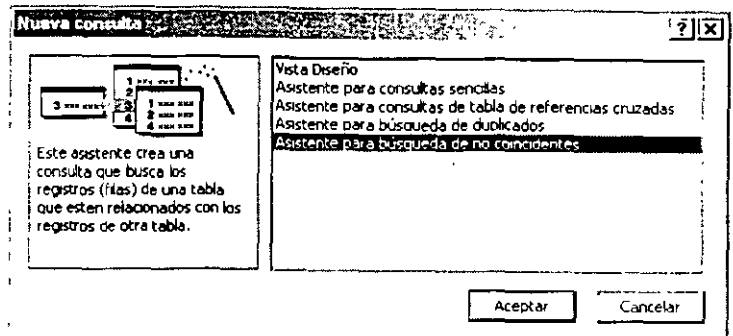 Nueva consulta
Este asistente crea una
consulta que busca los
registros (filas) de una tabla
que esten relacionados con los
registros de otra tabla.
Vista Diseño
Asistente para consultas sencillas
Asistente para consultas de tabla de referencias cruzadas
Asistente para búsqueda de duplicados
Asistente para búsqueda de no coincidentes
Aceptar
Cancelar